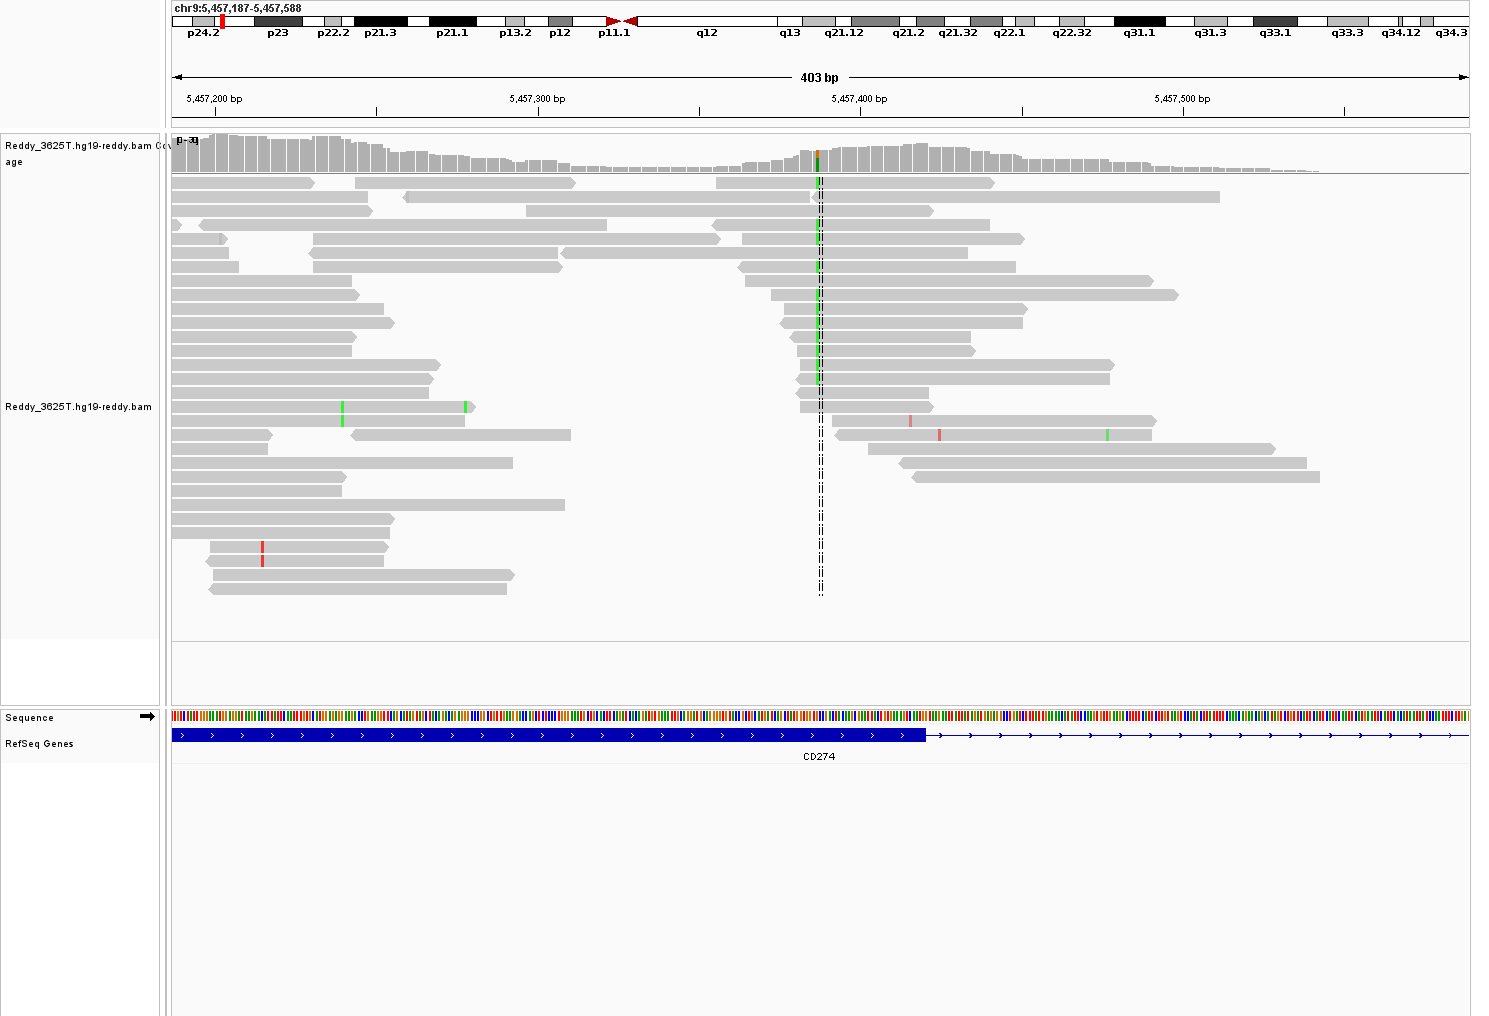 chr9:5,457,187-5,457,588
p24.2 p23 p22.2 p21.3 p21.1 p13.2 p12 p11.1 q12 q13 q21.12 q21.2 q21.32 q22.1 q22.32 q31.1 q31.3 q33.1 q33.3 q34.12 q34.3
403 bp
5,457,200 bp 5,457,300 bp 5,457,400 bp 5,457,500 bp
Reddy_3625T.hg19-reddy.bam Cov
age
Reddy_3625T.hg19-reddy.bam
Sequence
RefSeq Genes
CD274